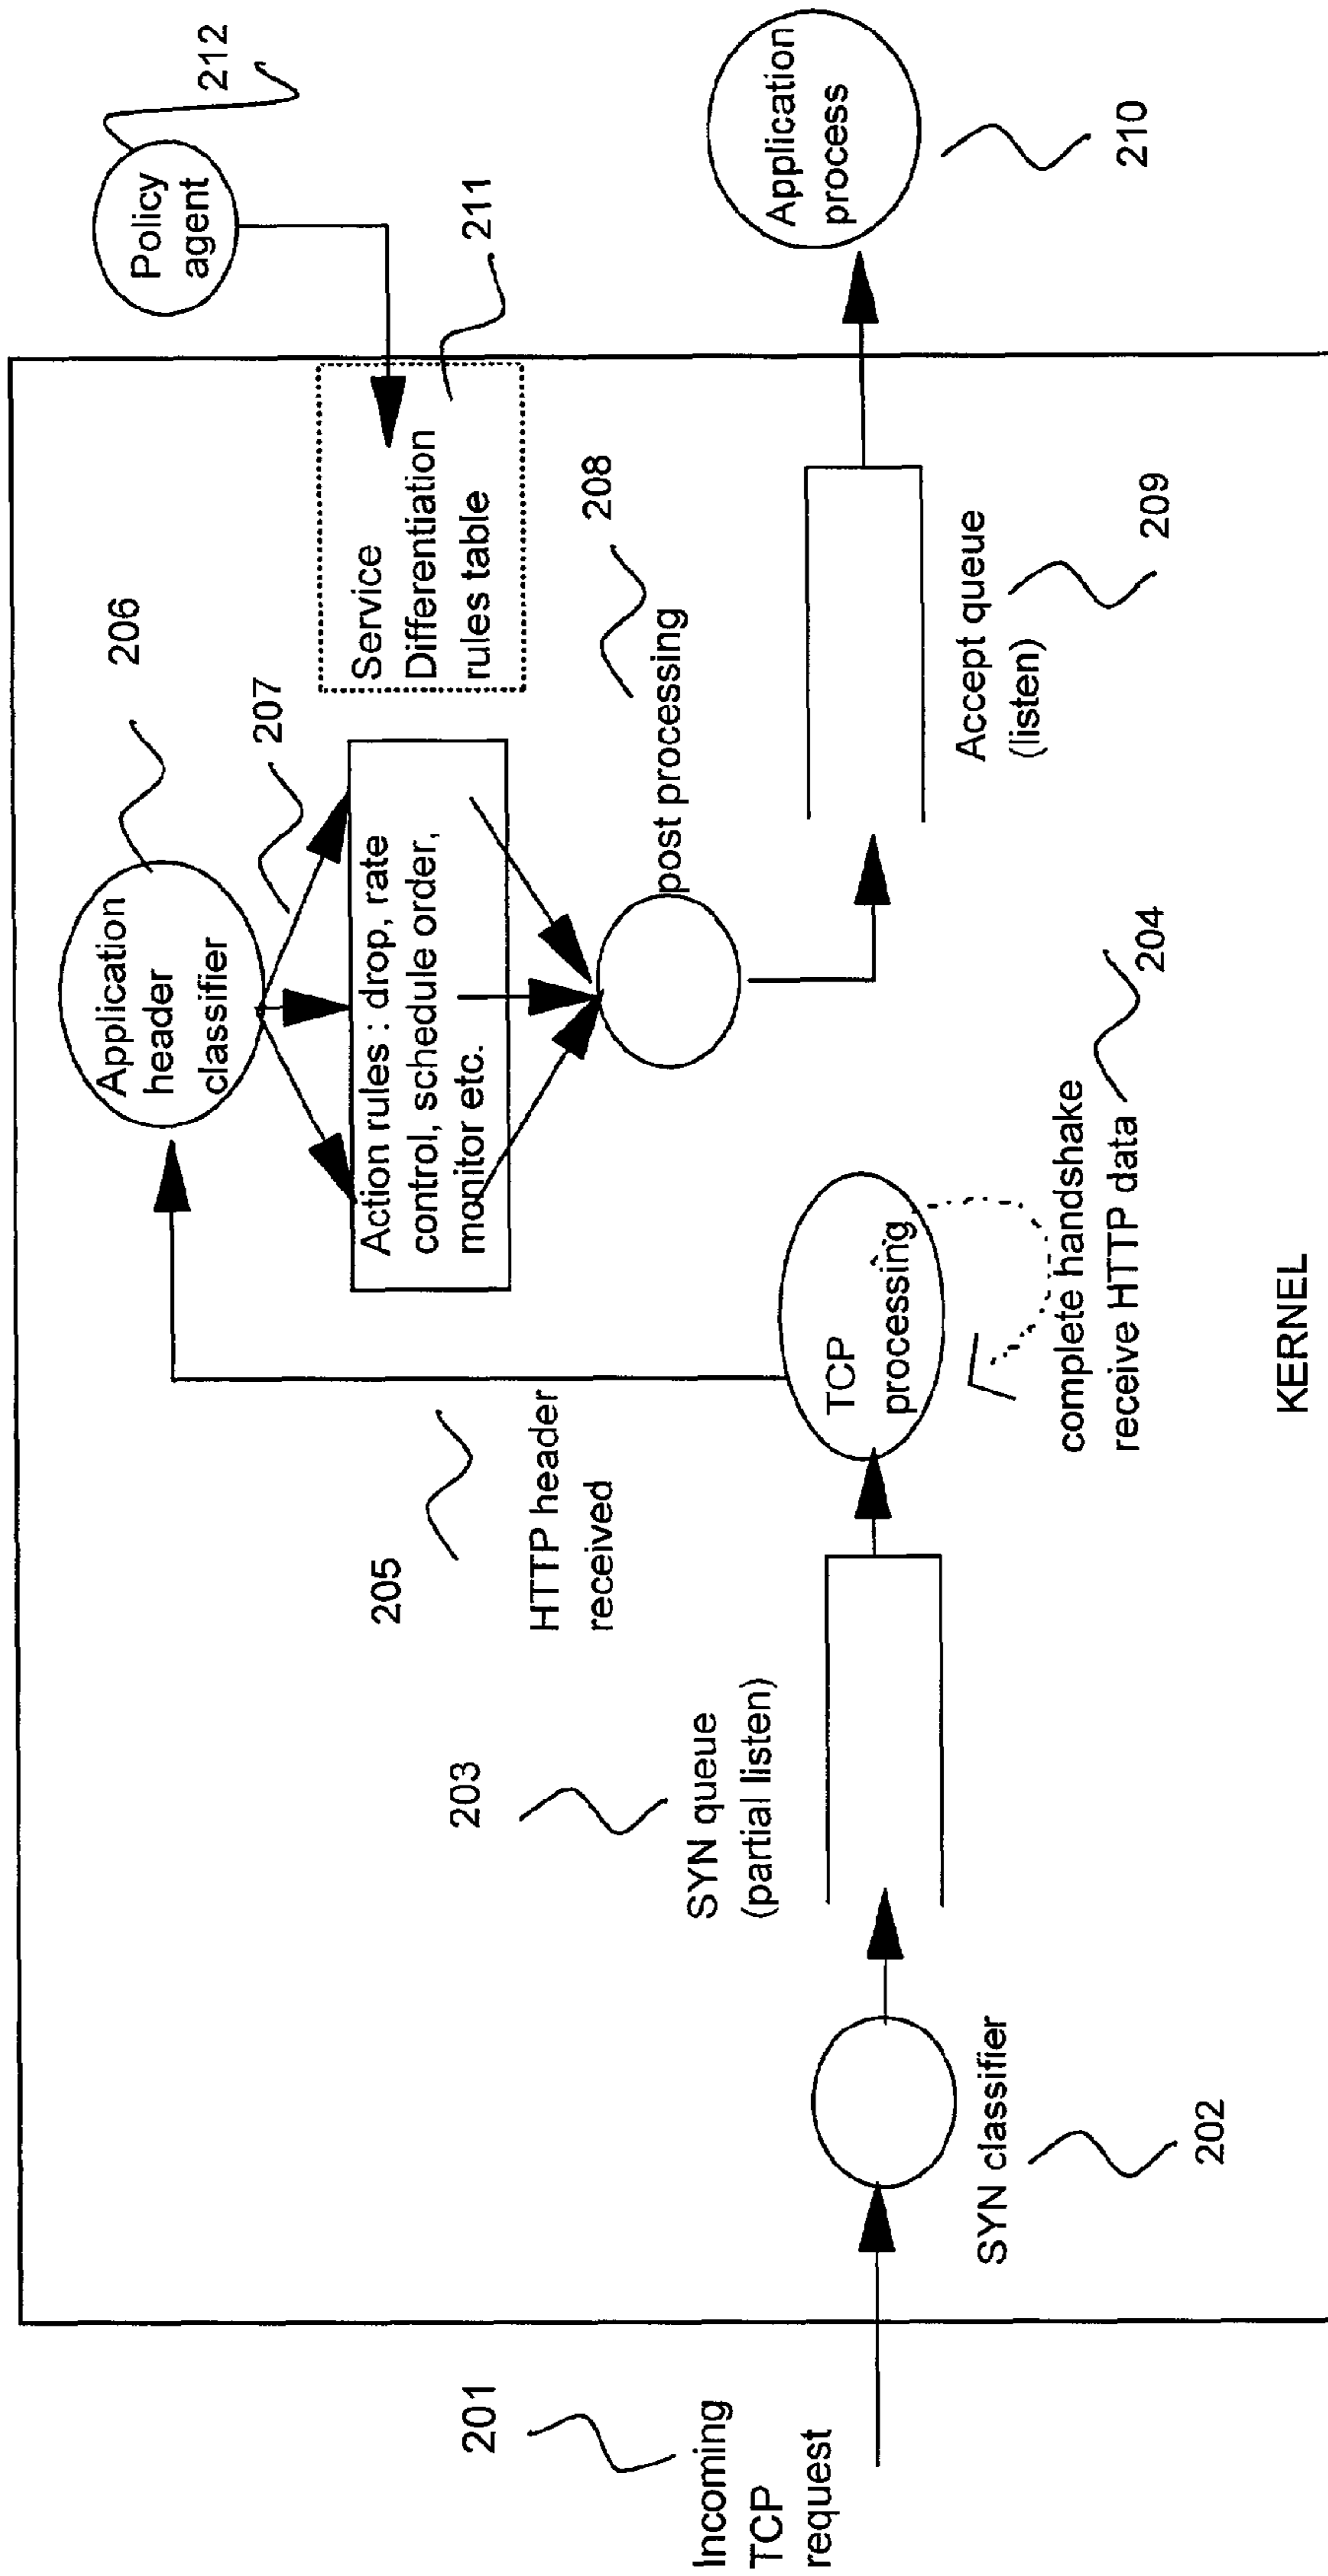 201
Incoming
TCP
request
202
SYN classifier
203
SYN queue
(partial listen)
TCP
processing
204
complete handshake
receive HTTP data
205
HTTP header
received
206
Application
header
classifier
207
Action rules : drop, rate
control, schedule order,
monitor etc.
208
post processing
Service
Differentiation
rules table
211
Policy
agent
212
Accept queue
(listen)
209
Application
process
210
KERNEL